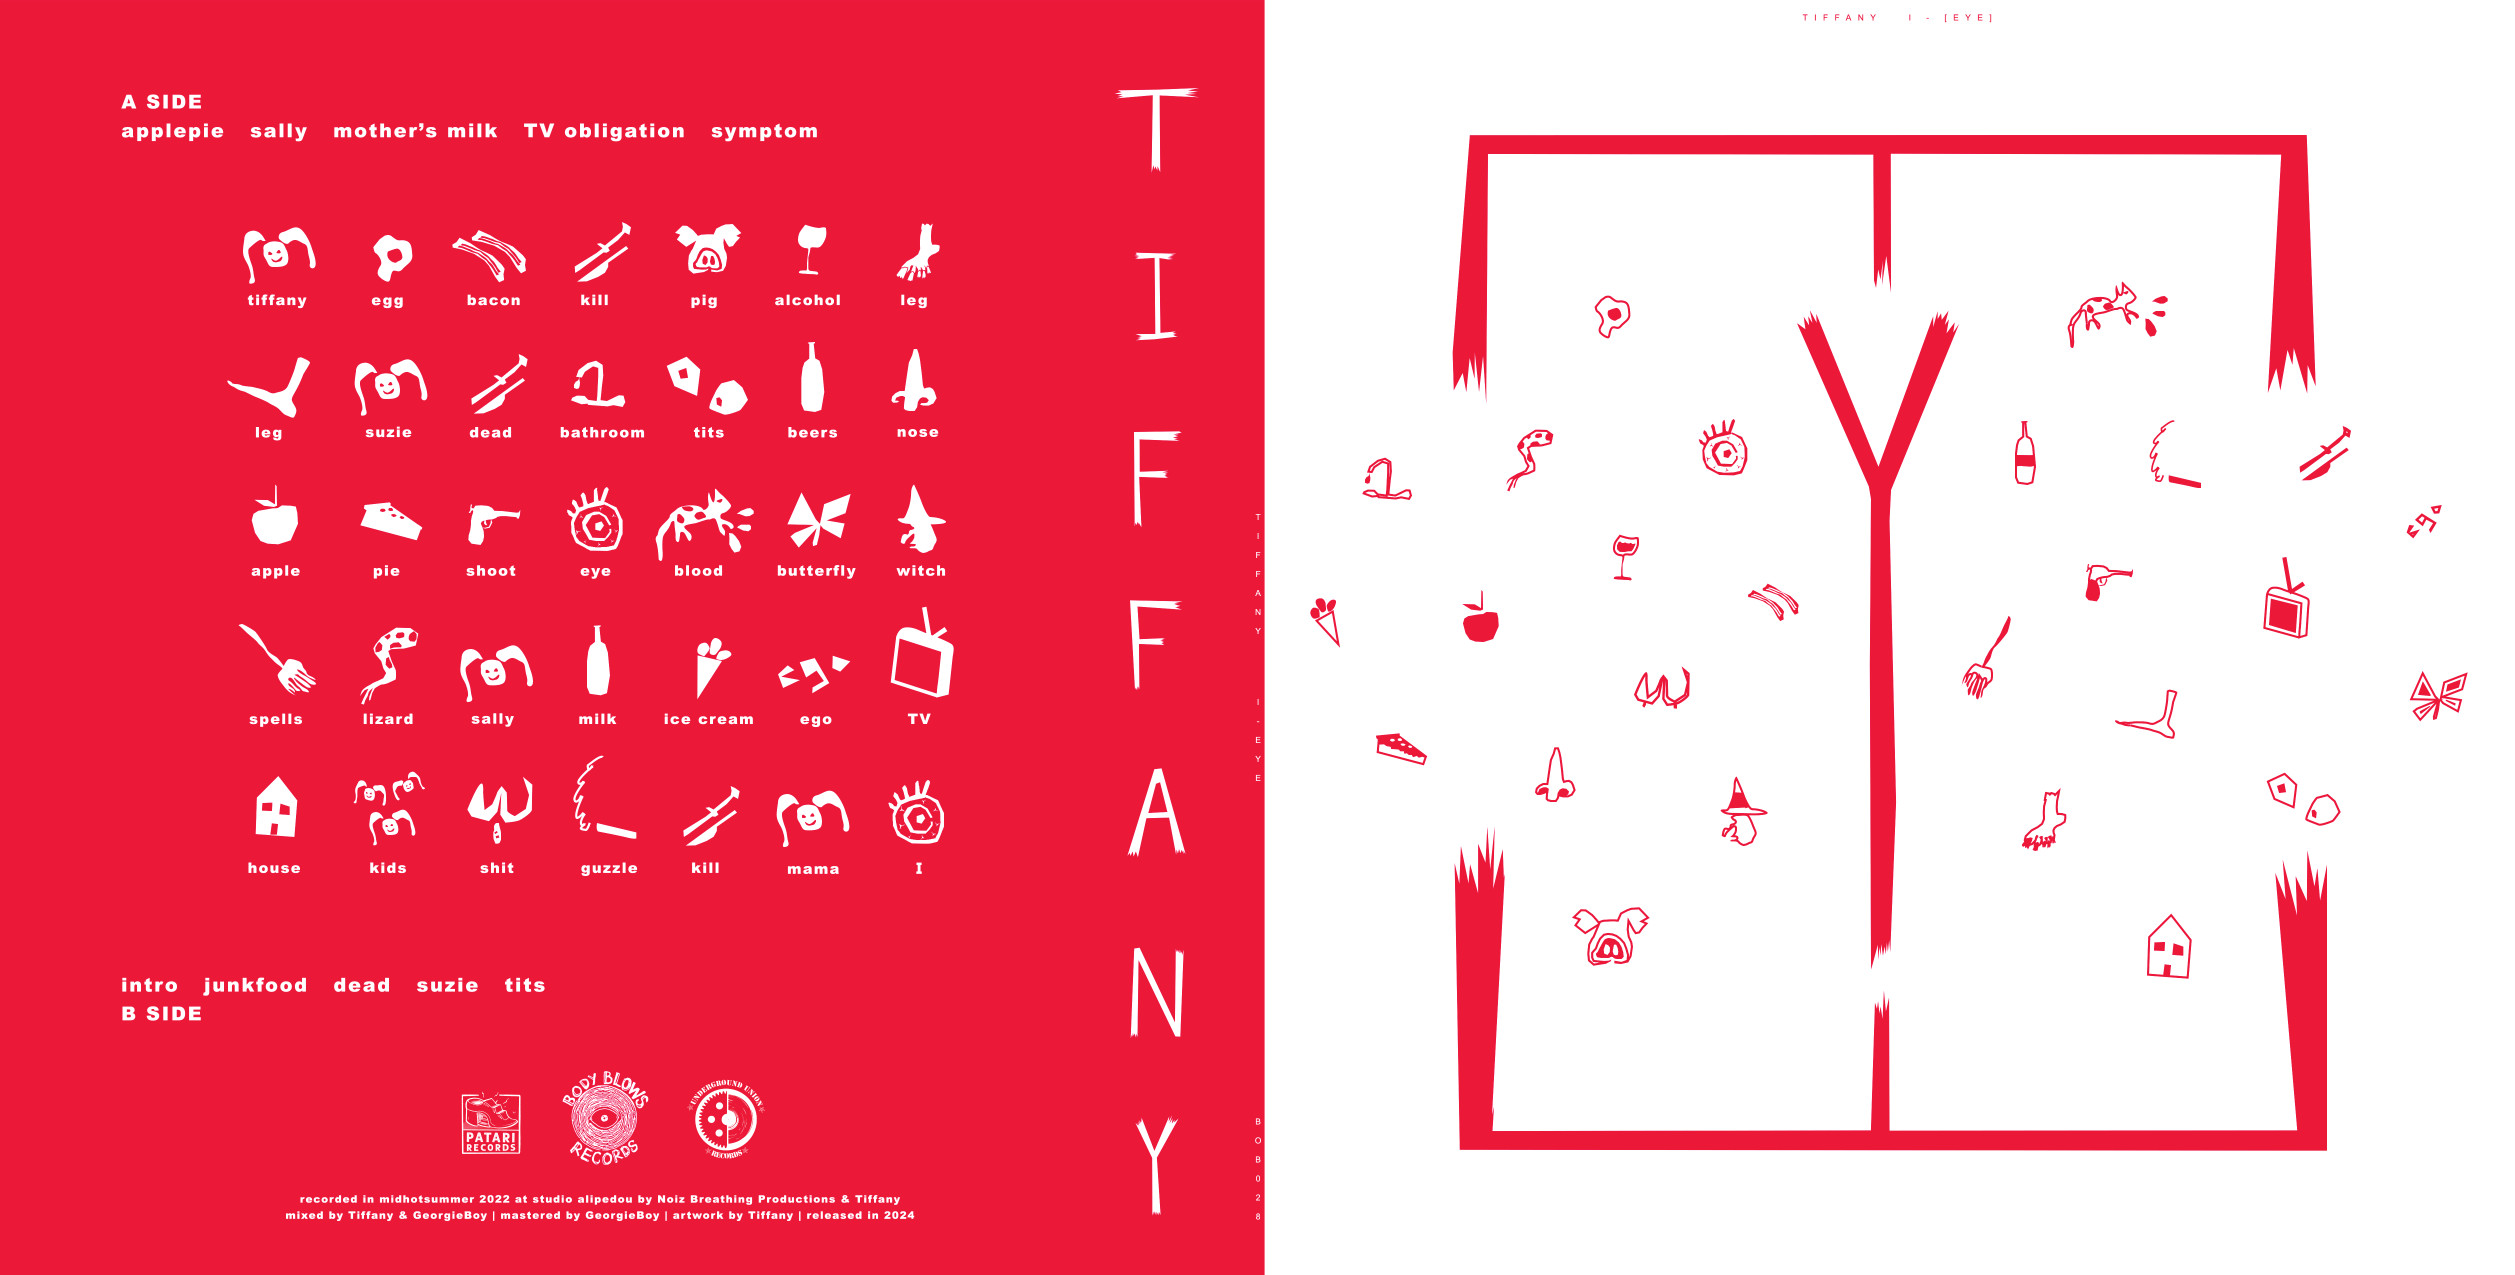 TIFFANY I - [EYE]
A SIDE
applepie sally mother's milk TV obligation symptom
tiffany egg bacon kill pig alcohol leg
leg suzie dead bathroom tits beers nose
apple pie shoot eye blood butterfly witch
spells lizard sally milk ice cream ego TV
house kids shit guzzle kill mama I
intro junkfood dead suzie tits
B SIDE
PATARI
RECORDS
BODY BLOWS
RECORDS
UNDERGROUND UNION
RECORDS
recorded in midhotsummer 2022 at studio alipedou by Noiz Breathing Productions & Tiffany
mixed by Tiffany & GeorgieBoy | mastered by GeorgieBoy | artwork by Tiffany | released in 2024
TIFFANY
TIFFANY I - EYE BOB028